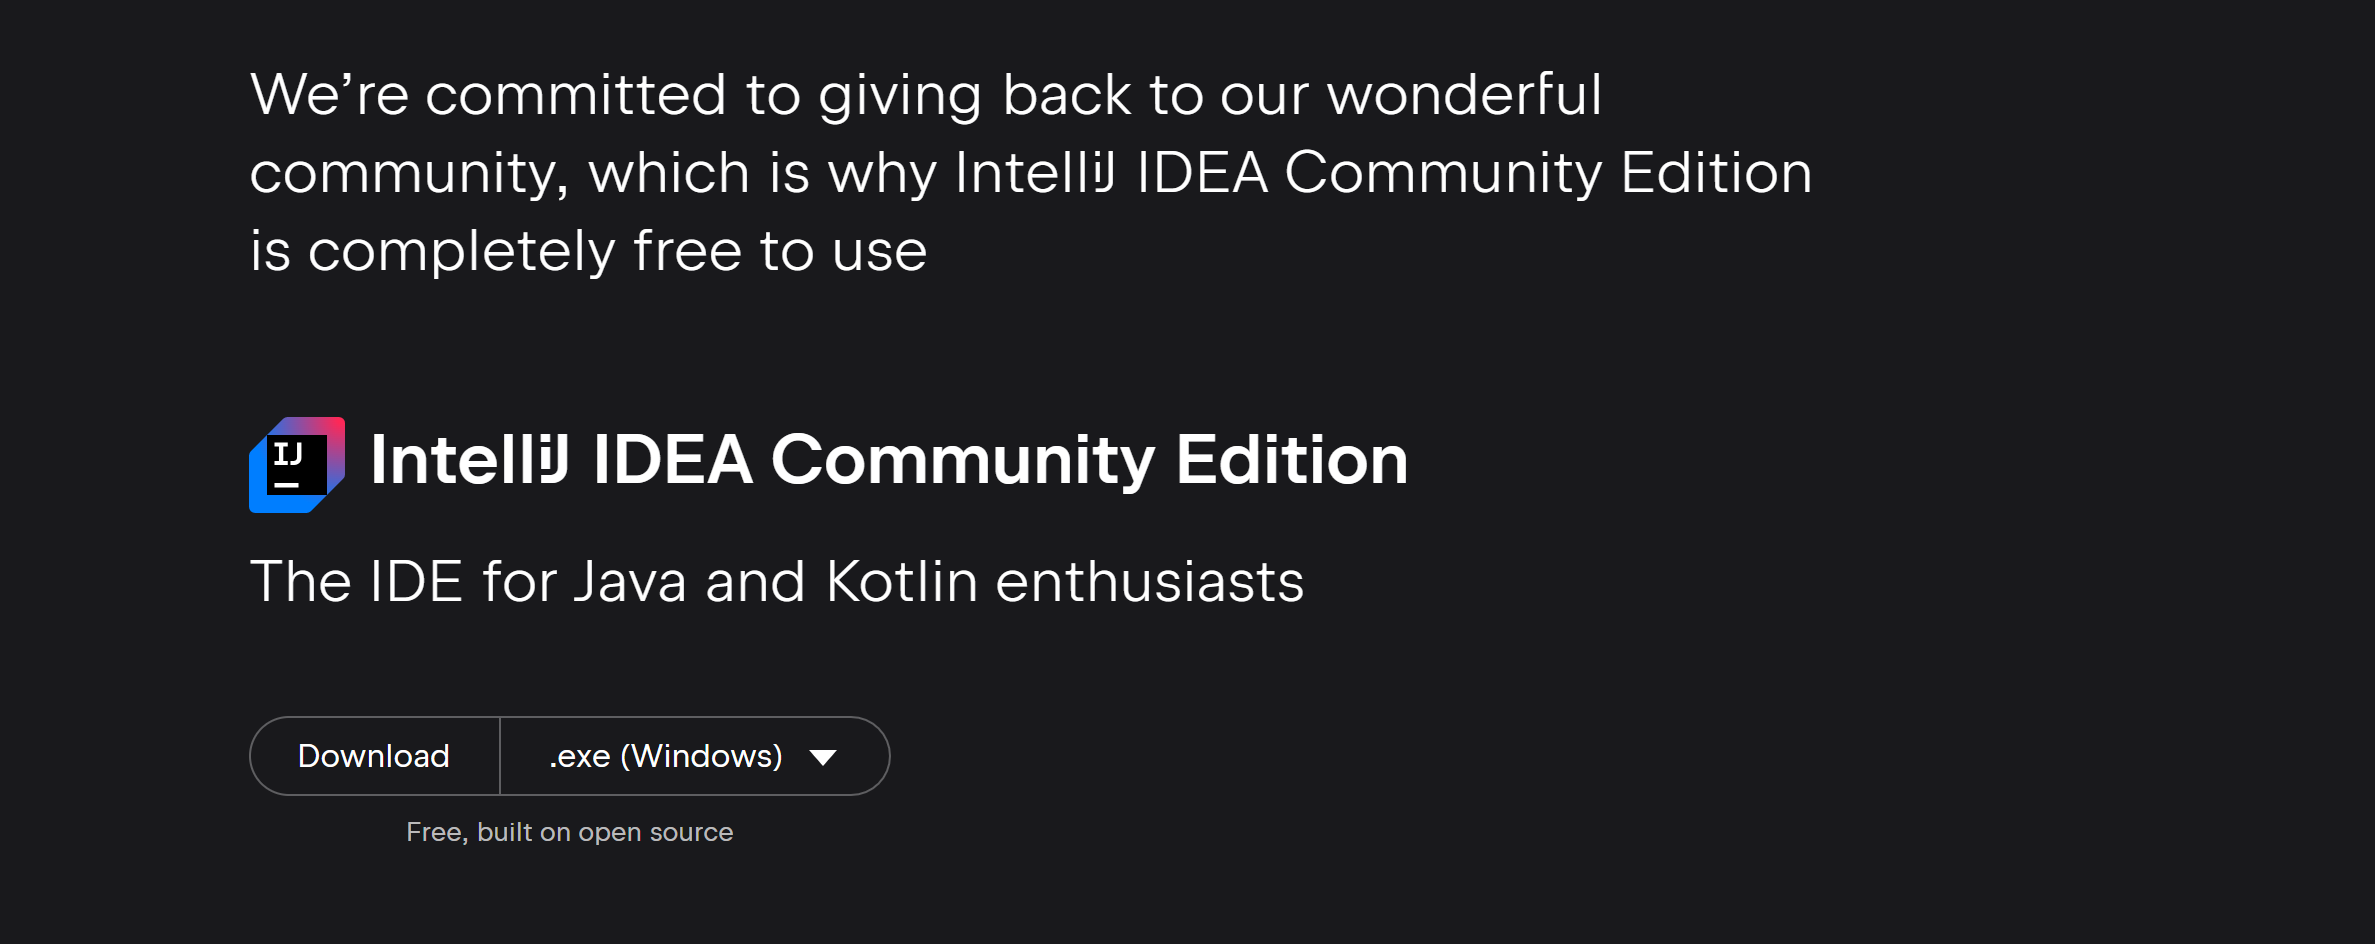 We’re committed to giving back to our wonderful
community, which is why IntelliJ IDEA Community Edition
is completely free to use
IJ
IntelliJ IDEA Community Edition
The IDE for Java and Kotlin enthusiasts
Download .exe (Windows)
Free, built on open source